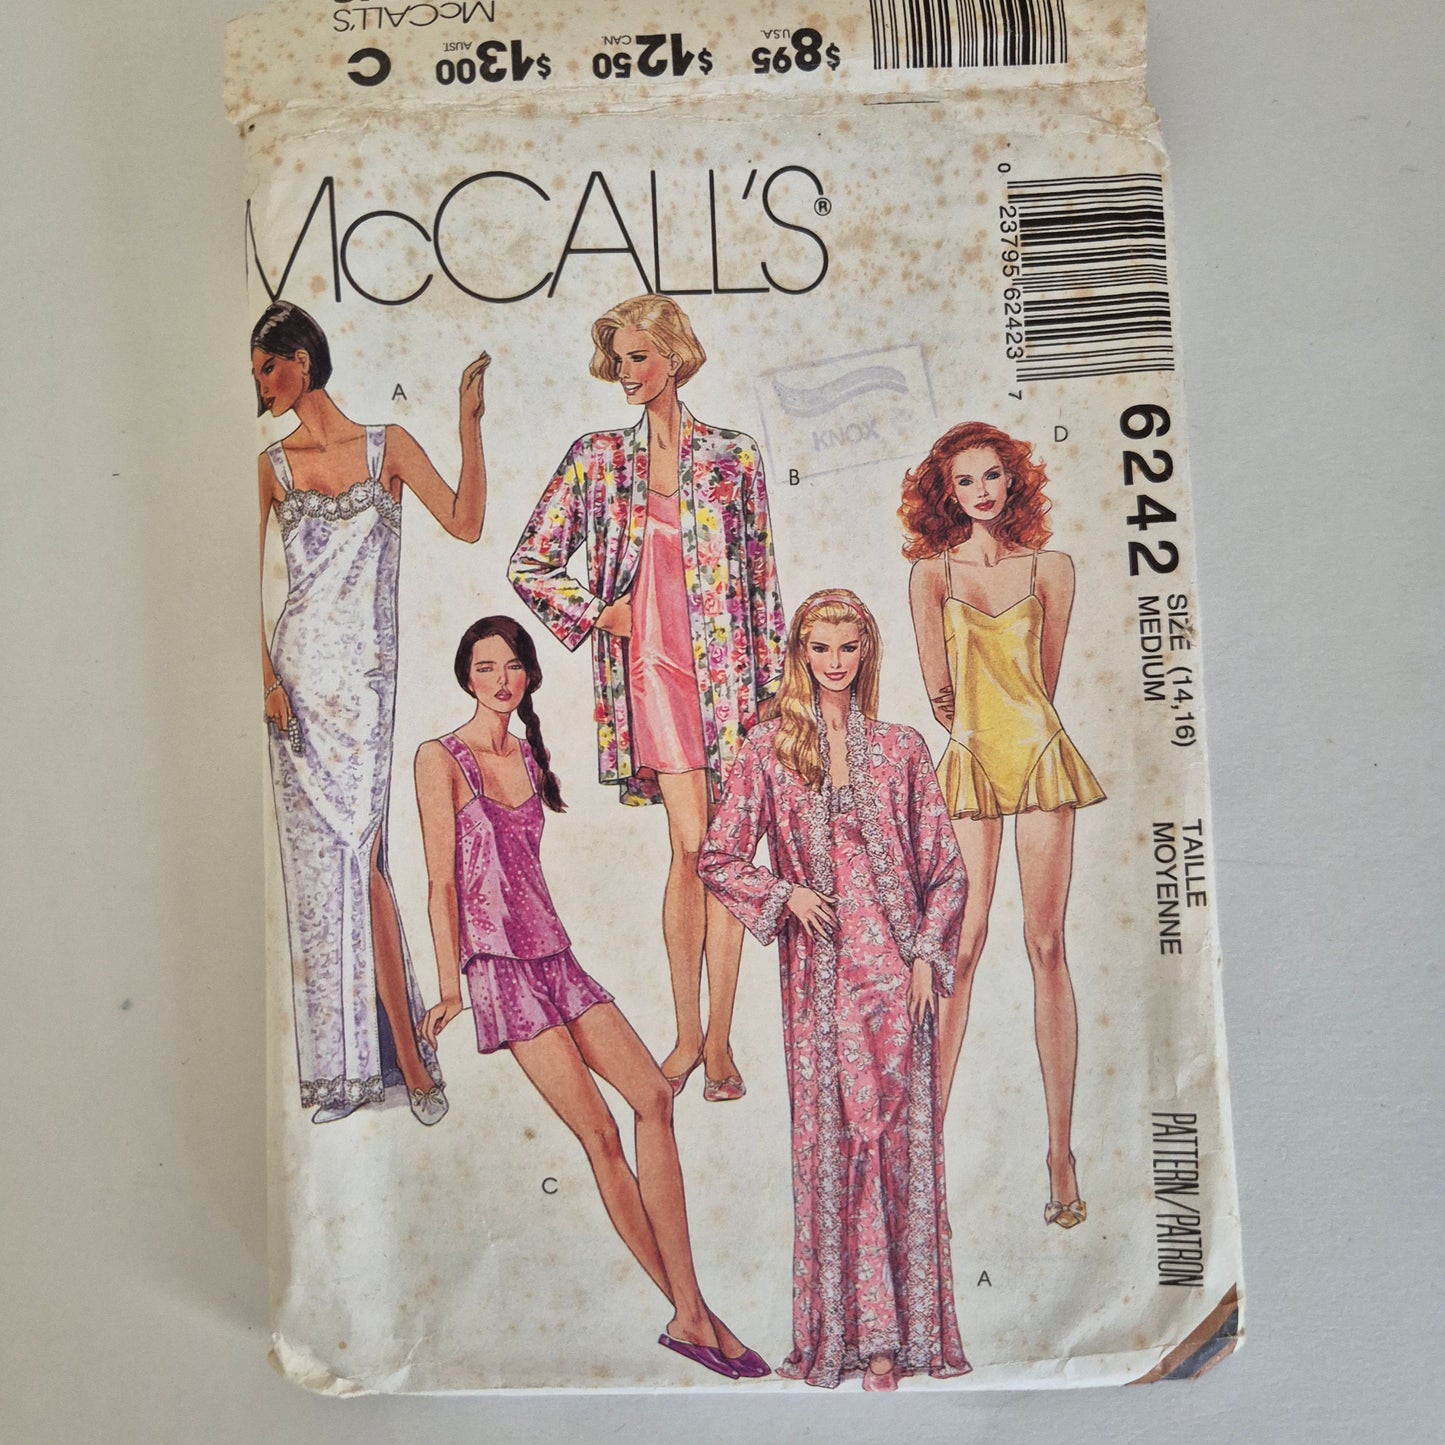 McCALL'S
$8.95 U.S.A. $12.50 CAN. $13.00 AUST. C
McCALL'S®
0 23795 62423 7
6242 SIZE (14,16) MEDIUM TAILLE MOYENNE PATTERN/PATRON
A
KNOX
B
D
C
A